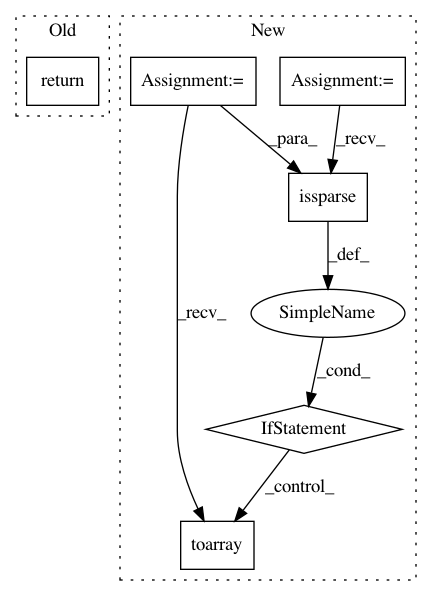 Old
New
return
Assignment:=
Assignment:=
_para_
_recv_
issparse
_def_
_recv_
SimpleName
_cond_
IfStatement
_control_
toarray